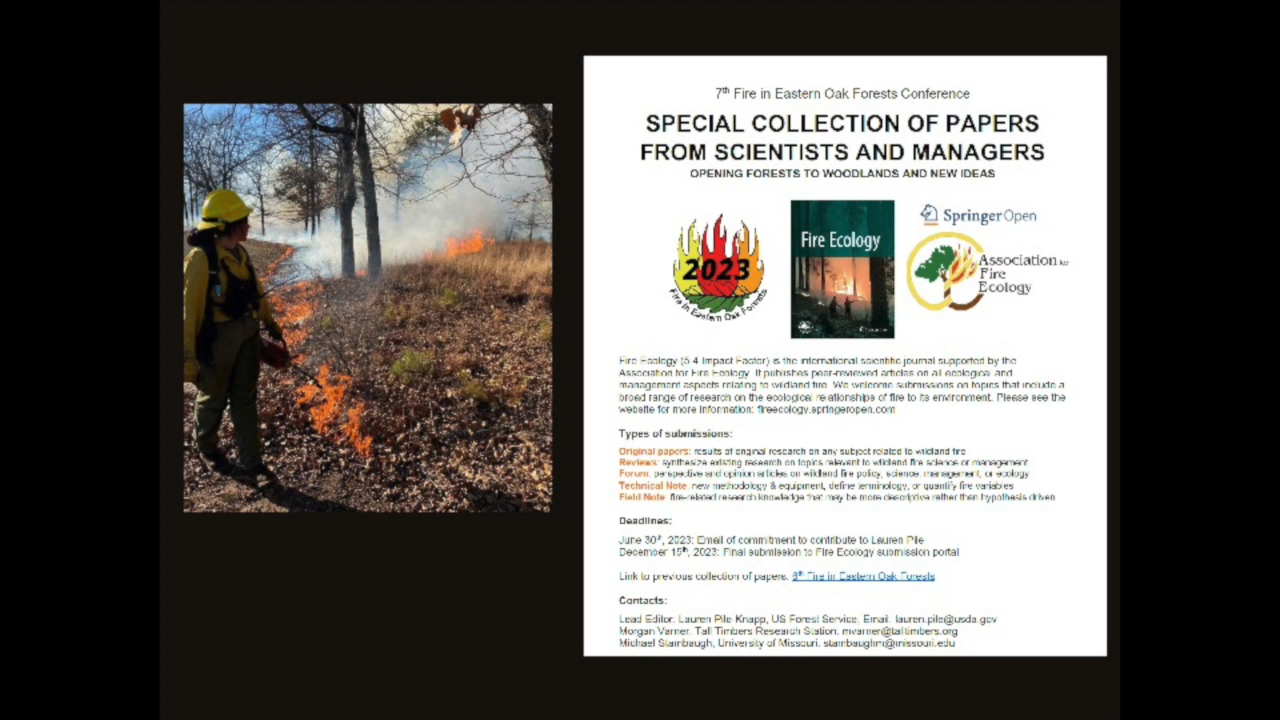 7th Fire in Eastern Oak Forests Conference
SPECIAL COLLECTION OF PAPERS
FROM SCIENTISTS AND MANAGERS
OPENING FORESTS TO WOODLANDS AND NEW IDEAS
2023
Fire in Eastern Oak Forests
Fire Ecology
SpringerOpen
Association for
Fire
Ecology
Fire Ecology (5.4 Impact Factor) is the international scientific journal supported by the
Association for Fire Ecology. It publishes peer-reviewed articles on all ecological and
management aspects relating to wildland fire. We welcome submissions on topics that include a
broad range of research on the ecological relationships of fire to its environment. Please see the
website for more information: fireecology.springeropen.com
Types of submissions:
Original papers: results of original research on any subject related to wildland fire
Reviews: synthesize existing research on topics relevant to wildland fire science or management
Forum: perspective and opinion articles on wildland fire policy, science, management, or ecology
Technical Note: new methodology & equipment, define terminology, or quantify fire variables
Field Note: fire-related research knowledge that may be more descriptive rather than hypothesis driven
Deadlines:
June 30th, 2023: Email of commitment to contribute to Lauren Pile
December 15th, 2023: Final submission to Fire Ecology submission portal
Link to previous collection of papers: 6th Fire in Eastern Oak Forests
Contacts:
Lead Editor: Lauren Pile Knapp, US Forest Service, Email: lauren.pile@usda.gov
Morgan Varner, Tall Timbers Research Station, mvarner@talltimbers.org
Michael Stambaugh, University of Missouri, stambaughm@missouri.edu